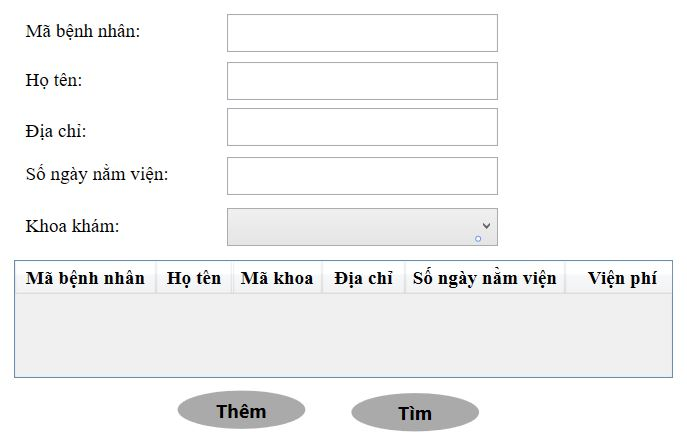 Mã bệnh nhân:
Họ tên:
Địa chỉ:
Số ngày nằm viện:
Khoa khám:
Mã bệnh nhân Họ tên Mã khoa Địa chỉ Số ngày nằm viện Viện phí
Thêm Tìm